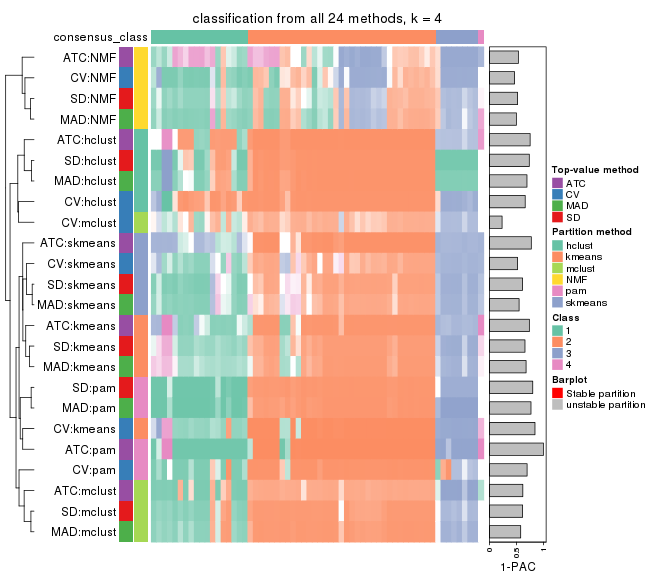 classification from all 24 methods, k = 4
consensus_class
ATC:NMF
CV:NMF
SD:NMF
MAD:NMF
ATC:hclust
SD:hclust
MAD:hclust
CV:hclust
CV:mclust
ATC:skmeans
CV:skmeans
SD:skmeans
MAD:skmeans
ATC:kmeans
SD:kmeans
MAD:kmeans
SD:pam
MAD:pam
CV:kmeans
ATC:pam
CV:pam
ATC:mclust
SD:mclust
MAD:mclust
0
0.5
1
1-PAC
Top-value method
ATC
CV
MAD
SD
Partition method
hclust
kmeans
mclust
NMF
pam
skmeans
Class
1
2
3
4
Barplot
Stable partition
unstable partition